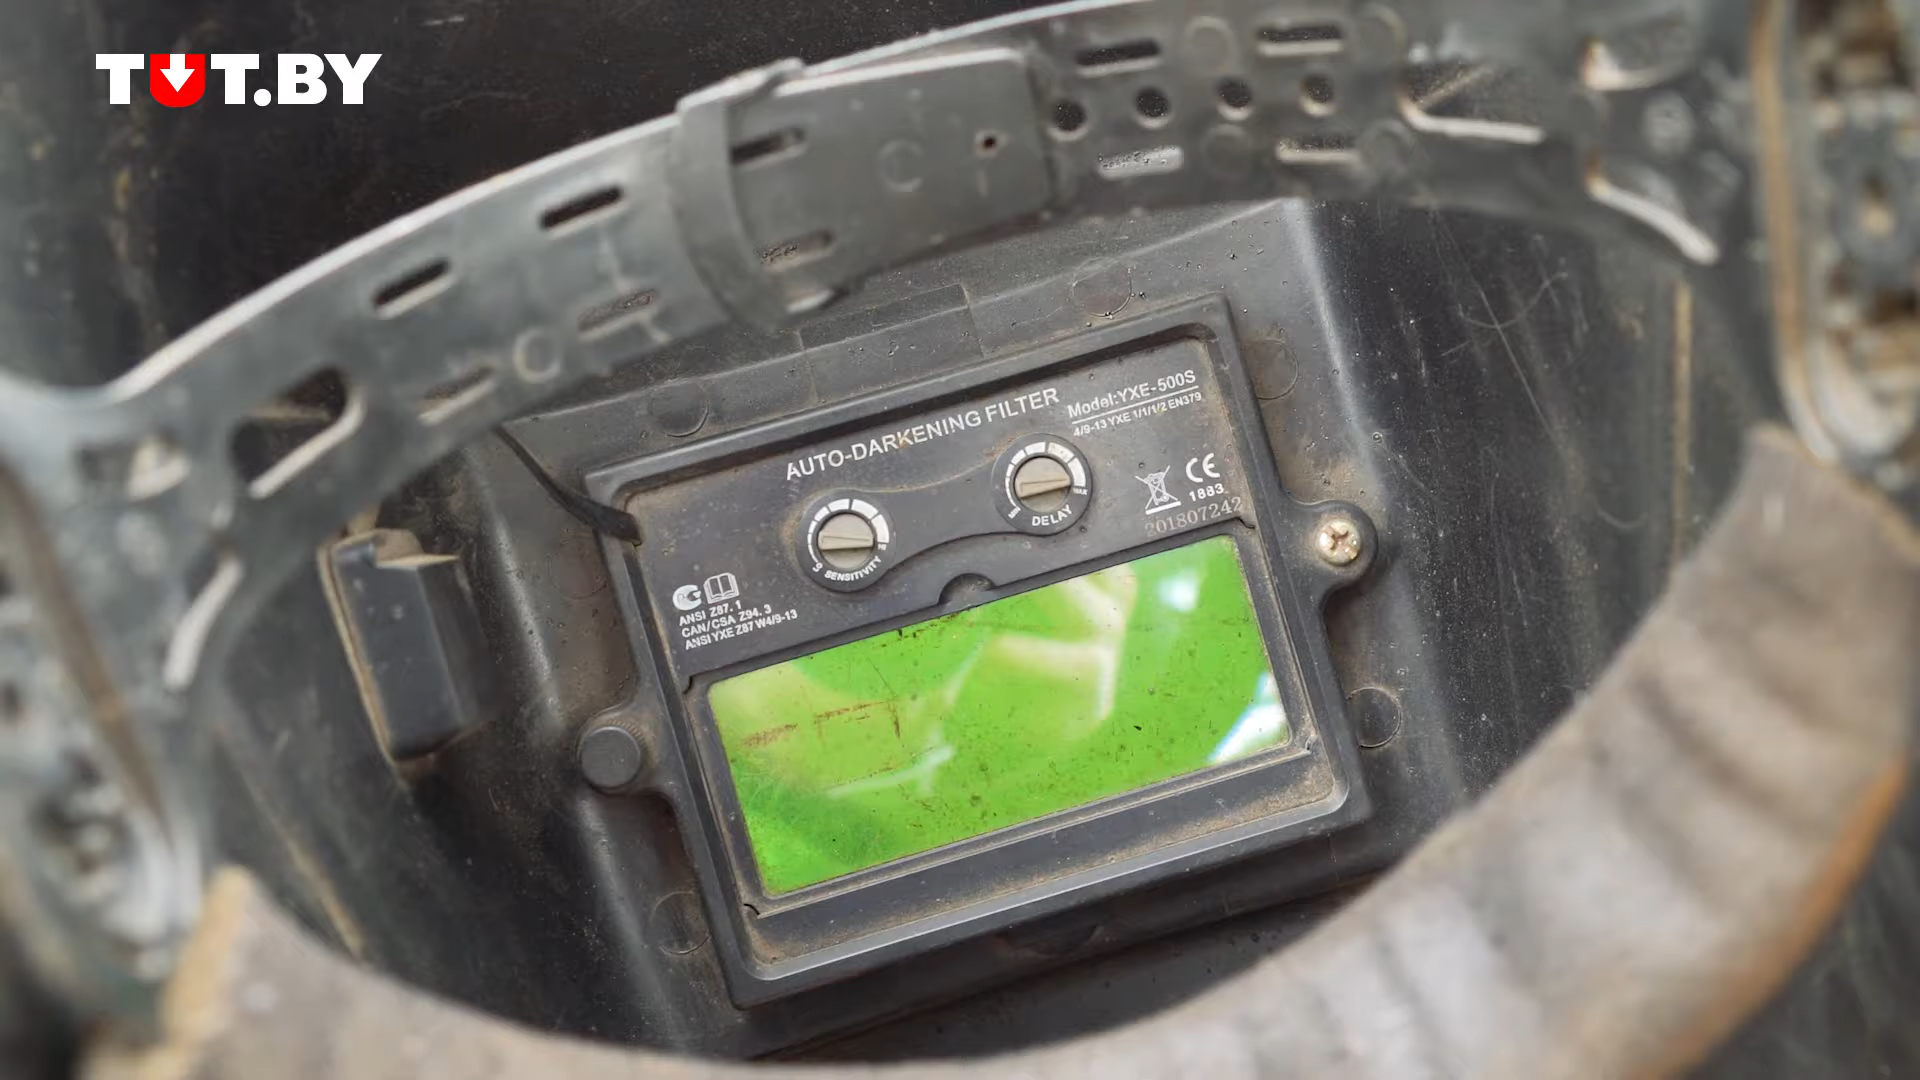 TUT.BY
AUTO-DARKENING FILTER
Model:YXE-500S
4/9-13 YXE 1/1/1/2 EN379
CE
1883
201807242
SENSITIVITY
DELAY
MAX
ANSI Z87.1
CAN/CSA Z94.3
ANSI YXE Z87 W4/9-13